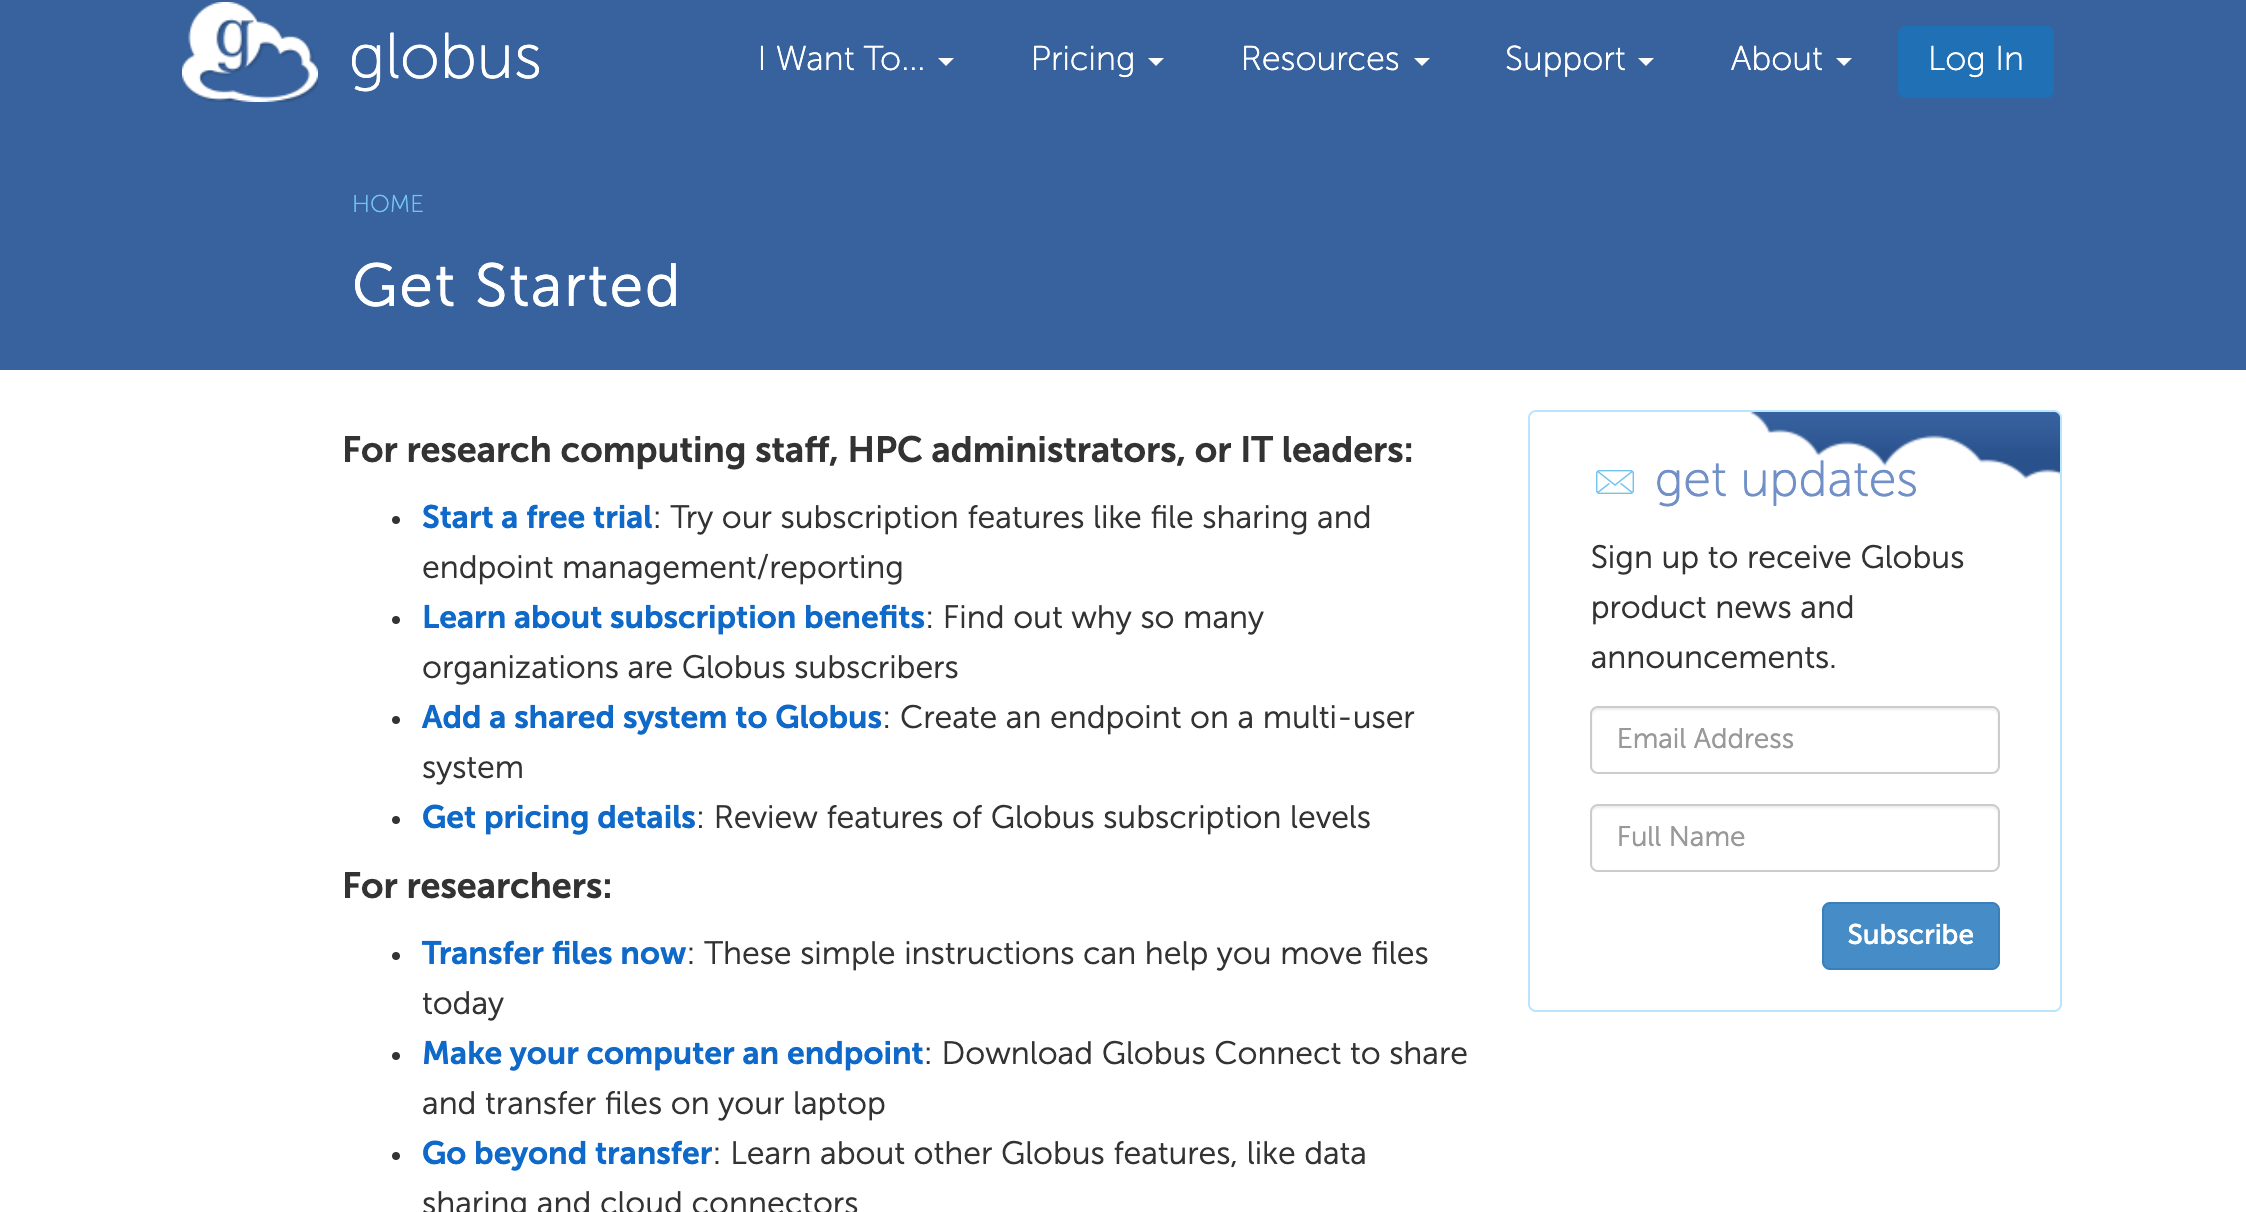 g globus
I Want To... Pricing Resources Support About Log In
HOME
Get Started
For research computing staff, HPC administrators, or IT leaders:
• Start a free trial: Try our subscription features like file sharing and
endpoint management/reporting
• Learn about subscription benefits: Find out why so many
organizations are Globus subscribers
• Add a shared system to Globus: Create an endpoint on a multi-user
system
• Get pricing details: Review features of Globus subscription levels
For researchers:
• Transfer files now: These simple instructions can help you move files
today
• Make your computer an endpoint: Download Globus Connect to share
and transfer files on your laptop
• Go beyond transfer: Learn about other Globus features, like data
sharing and cloud connectors
get updates
Sign up to receive Globus
product news and
announcements.
Email Address
Full Name
Subscribe